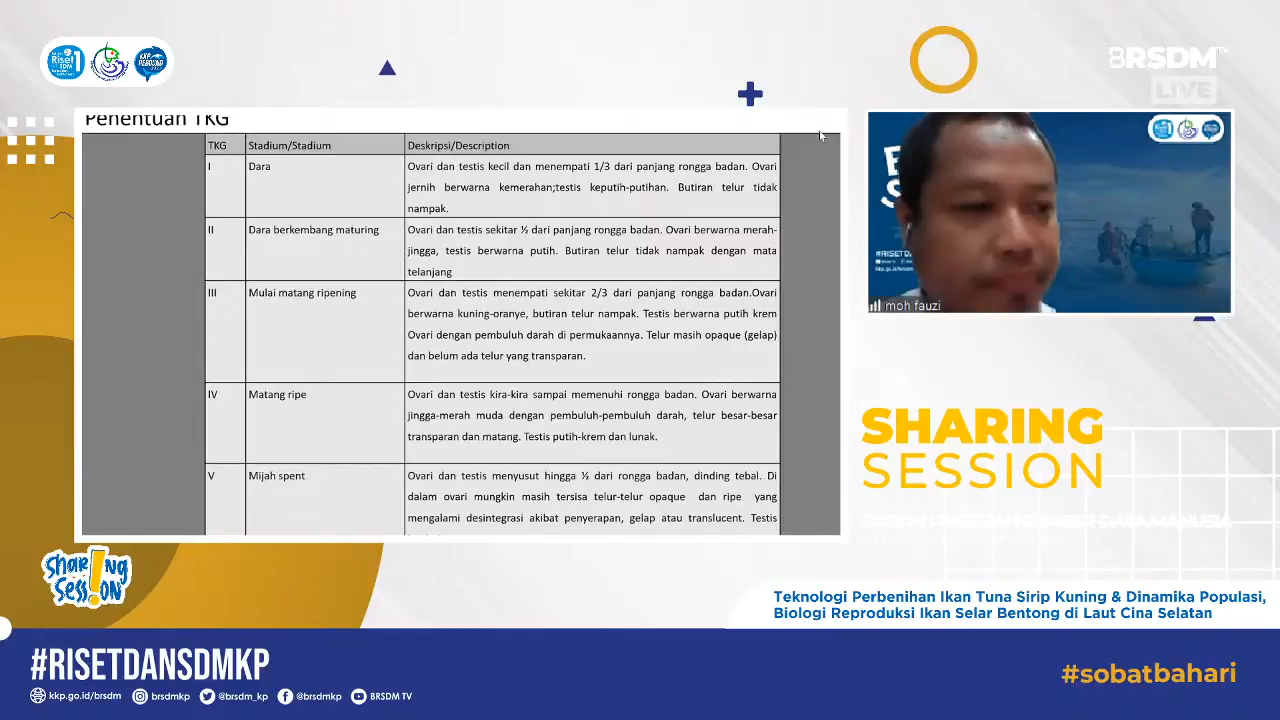 BRSDM TV
LIVE
Penentuan TKG
TKG Stadium/Stadium Deskripsi/Description
I Dara Ovari dan testis kecil dan menempati 1/3 dari panjang rongga badan. Ovari
jernih berwarna kemerahan;testis keputih-putihan. Butiran telur tidak
nampak.
II Dara berkembang maturing Ovari dan testis sekitar ½ dari panjang rongga badan. Ovari berwarna merah-
jingga, testis berwarna putih. Butiran telur tidak nampak dengan mata
telanjang
III Mulai matang ripening Ovari dan testis menempati sekitar 2/3 dari panjang rongga badan.Ovari
berwarna kuning-oranye, butiran telur nampak. Testis berwarna putih krem
Ovari dengan pembuluh darah di permukaannya. Telur masih opaque (gelap)
dan belum ada telur yang transparan.
IV Matang ripe Ovari dan testis kira-kira sampai memenuhi rongga badan. Ovari berwarna
jingga-merah muda dengan pembuluh-pembuluh darah, telur besar-besar
transparan dan matang. Testis putih-krem dan lunak.
V Mijah spent Ovari dan testis menyusut hingga ½ dari rongga badan, dinding tebal. Di
dalam ovari mungkin masih tersisa telur-telur opaque dan ripe yang
mengalami desintegrasi akibat penyerapan, gelap atau translucent. Testis
moh fauzi
SHARING
SESSION
Sharing
Session
Teknologi Perbenihan Ikan Tuna Sirip Kuning & Dinamika Populasi,
Biologi Reproduksi Ikan Selar Bentong di Laut Cina Selatan
#RISETDANSDMKP
kkp.go.id/brsdm brsdmkp @brsdm_kp @brsdmkp BRSDM TV
#sobatbahari